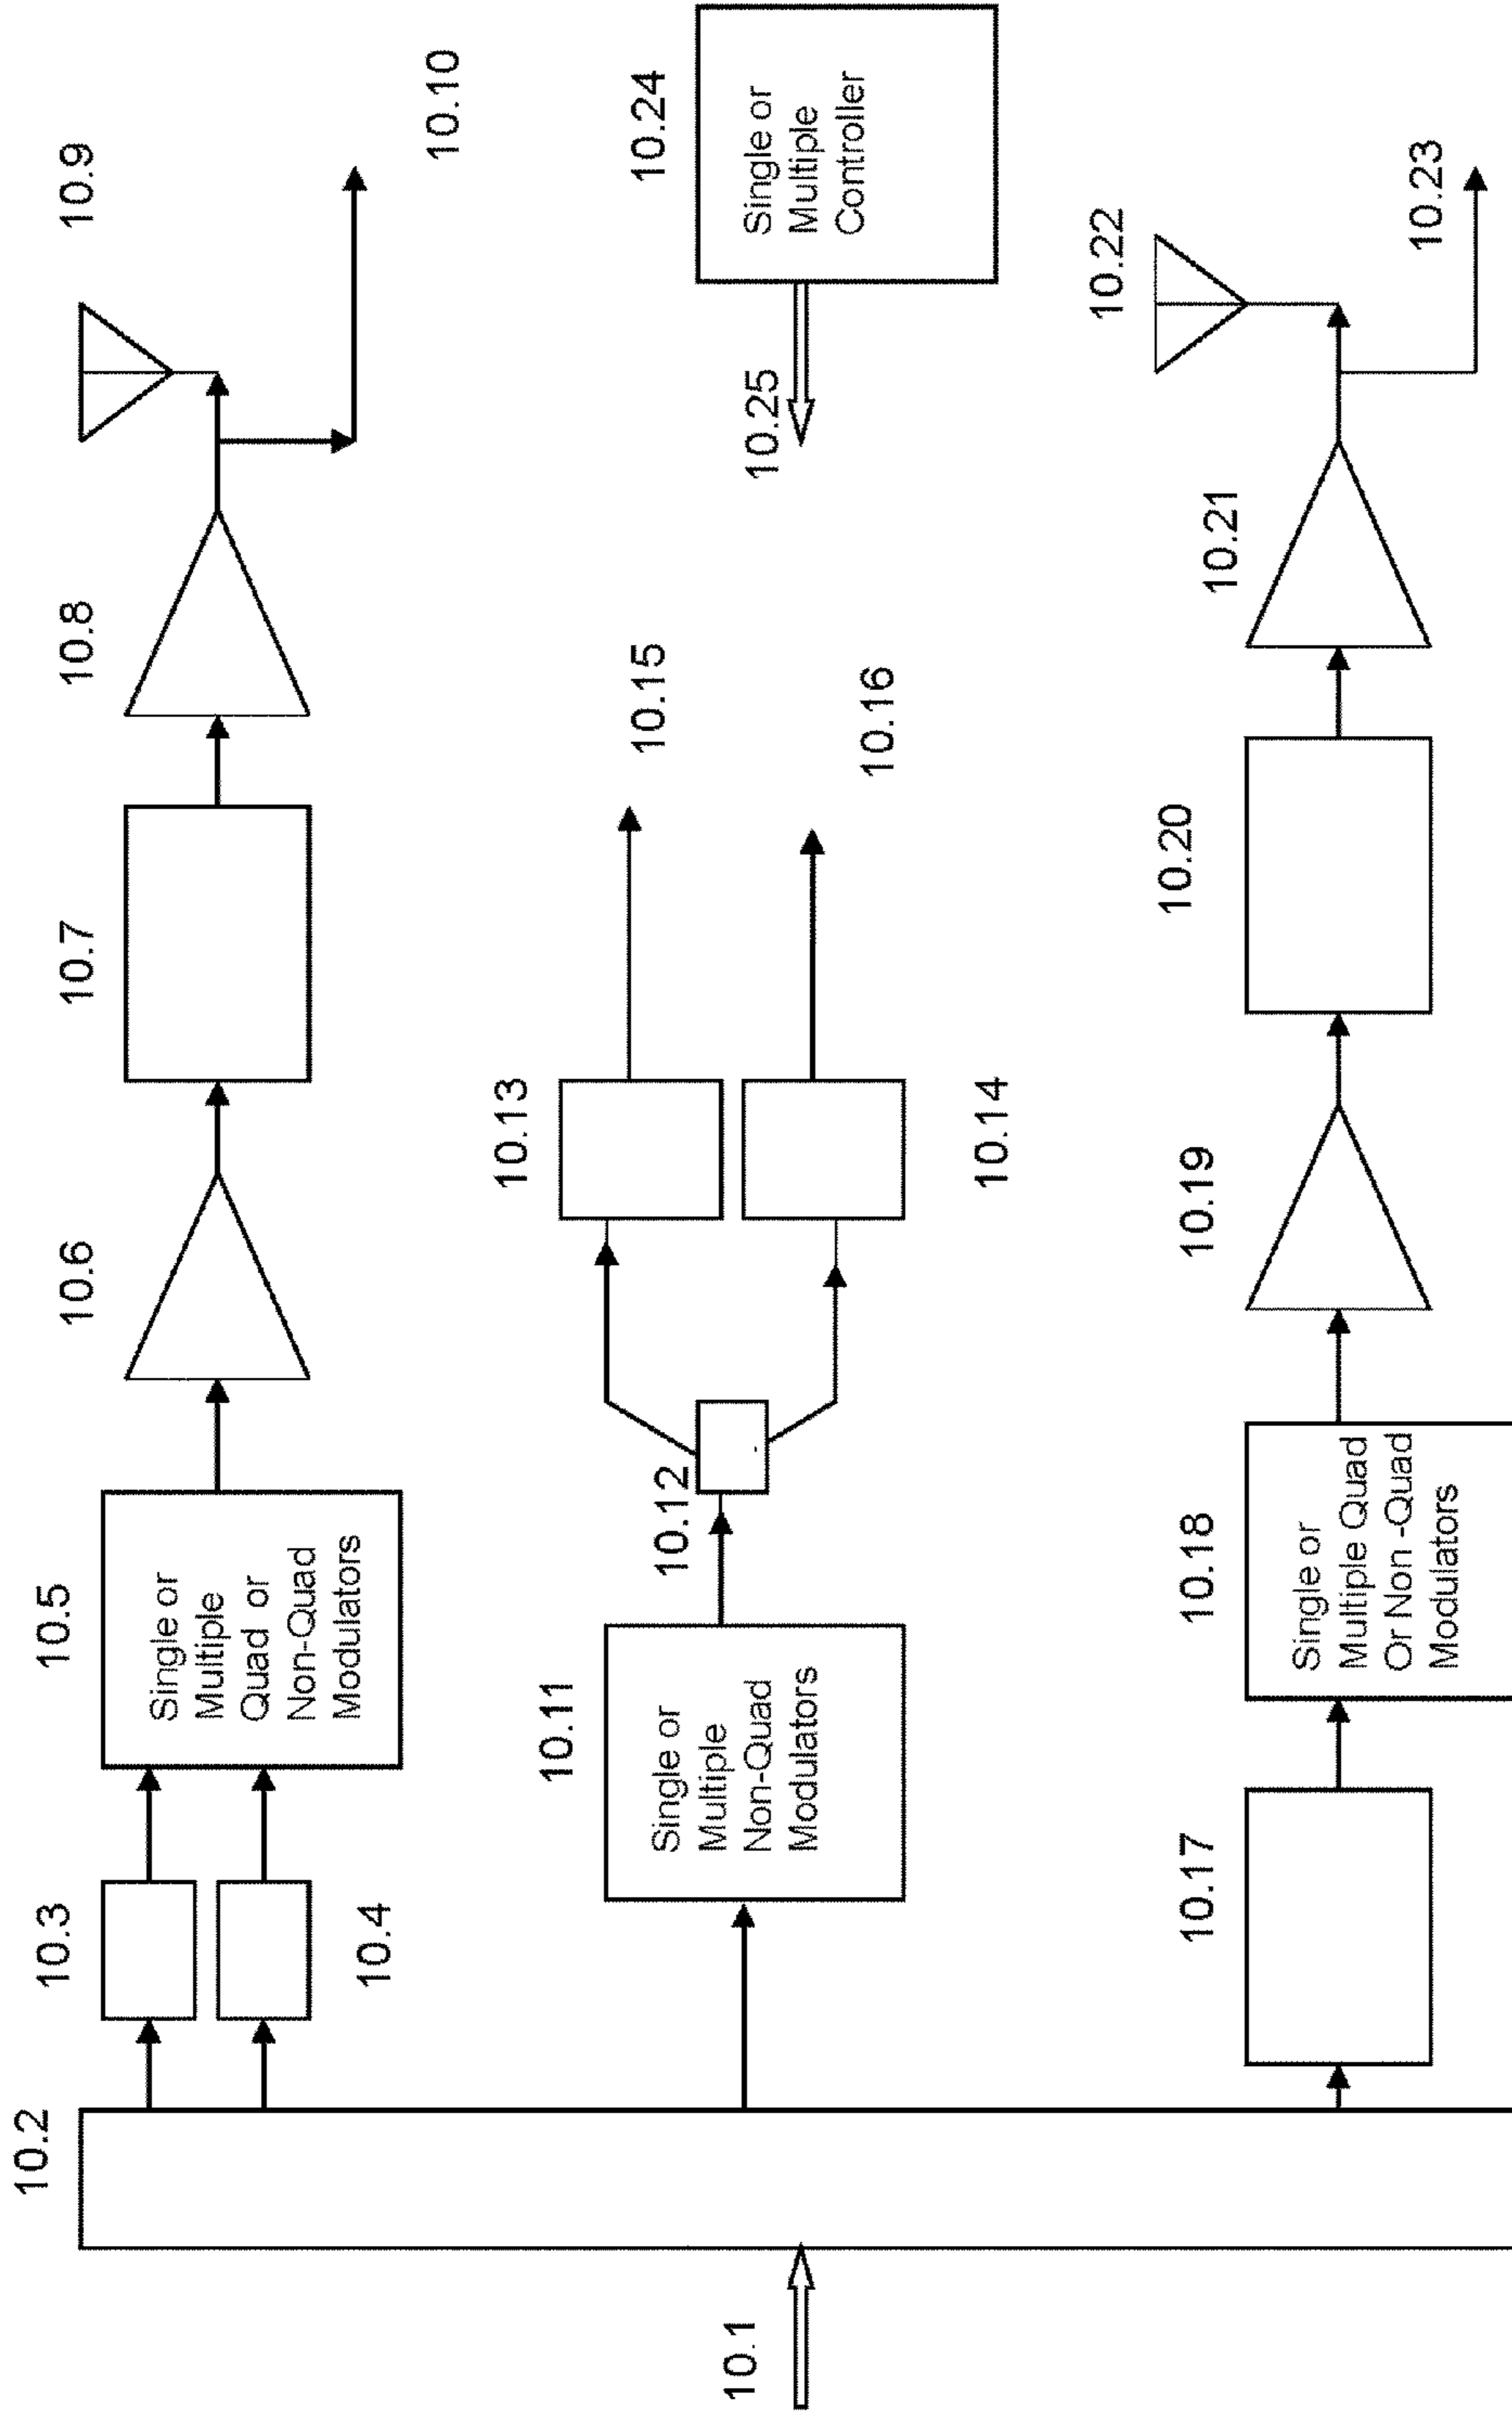 10.1
10.2
10.3
10.4
10.5
Single or
Multiple
Quad or
Non-Quad
Modulators
10.6
10.7
10.8
10.9
10.10
10.11
Single or
Multiple
Non-Quad
Modulators
10.12
10.13
10.14
10.15
10.16
10.24
Single or
Multiple
Controller
10.25
10.17
10.18
Single or
Multiple Quad
Or Non -Quad
Modulators
10.19
10.20
10.21
10.22
10.23